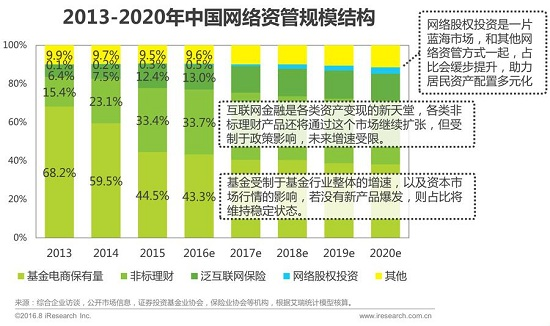 2013-2020年中国网络资管规模结构
网络股权投资是一片
蓝海市场,和其他网
络资管方式一起,占
比会缓步提升,助力
居民资产配置多元化
100%
80%
60%
40%
20%
0%
9.9% 9.7% 9.5% 9.6%
0.1% 0.2% 0.3% 0.5%
6.4% 7.5% 12.4% 13.0%
15.4% 23.1% 33.4% 33.7%
68.2% 59.5% 44.5% 43.3%
互联网金融是各类资产变现的新天堂,各类非
标理财产品还将通过这个市场继续扩张,但受
制于政策影响,未来增速受限。
基金受制于基金行业整体的增速,以及资本市
场行情的影响,若没有新产品爆发,则占比将
维持稳定状态。
2013 2014 2015 2016e 2017e 2018e 2019e 2020e
基金电商保有量 非标理财 泛互联网保险 网络股权投资 其他
来源:综合企业访谈,公开市场信息,证券投资基金业协会,保险业协会等机构,根据艾瑞统计模型核算。
©2016.8 iResearch Inc. www.iresearch.com.cn